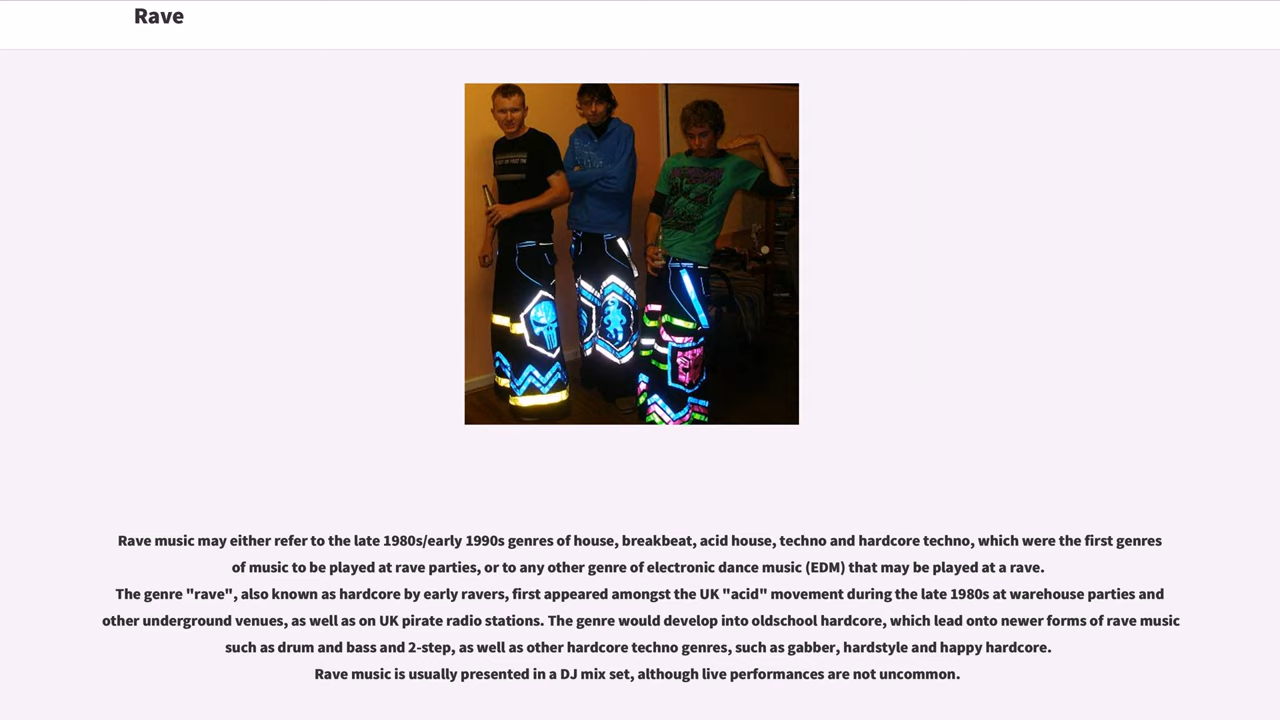 Rave
Rave music may either refer to the late 1980s/early 1990s genres of house, breakbeat, acid house, techno and hardcore techno, which were the first genres
of music to be played at rave parties, or to any other genre of electronic dance music (EDM) that may be played at a rave.
The genre "rave", also known as hardcore by early ravers, first appeared amongst the UK "acid" movement during the late 1980s at warehouse parties and
other underground venues, as well as on UK pirate radio stations. The genre would develop into oldschool hardcore, which lead onto newer forms of rave music
such as drum and bass and 2-step, as well as other hardcore techno genres, such as gabber, hardstyle and happy hardcore.
Rave music is usually presented in a DJ mix set, although live performances are not uncommon.